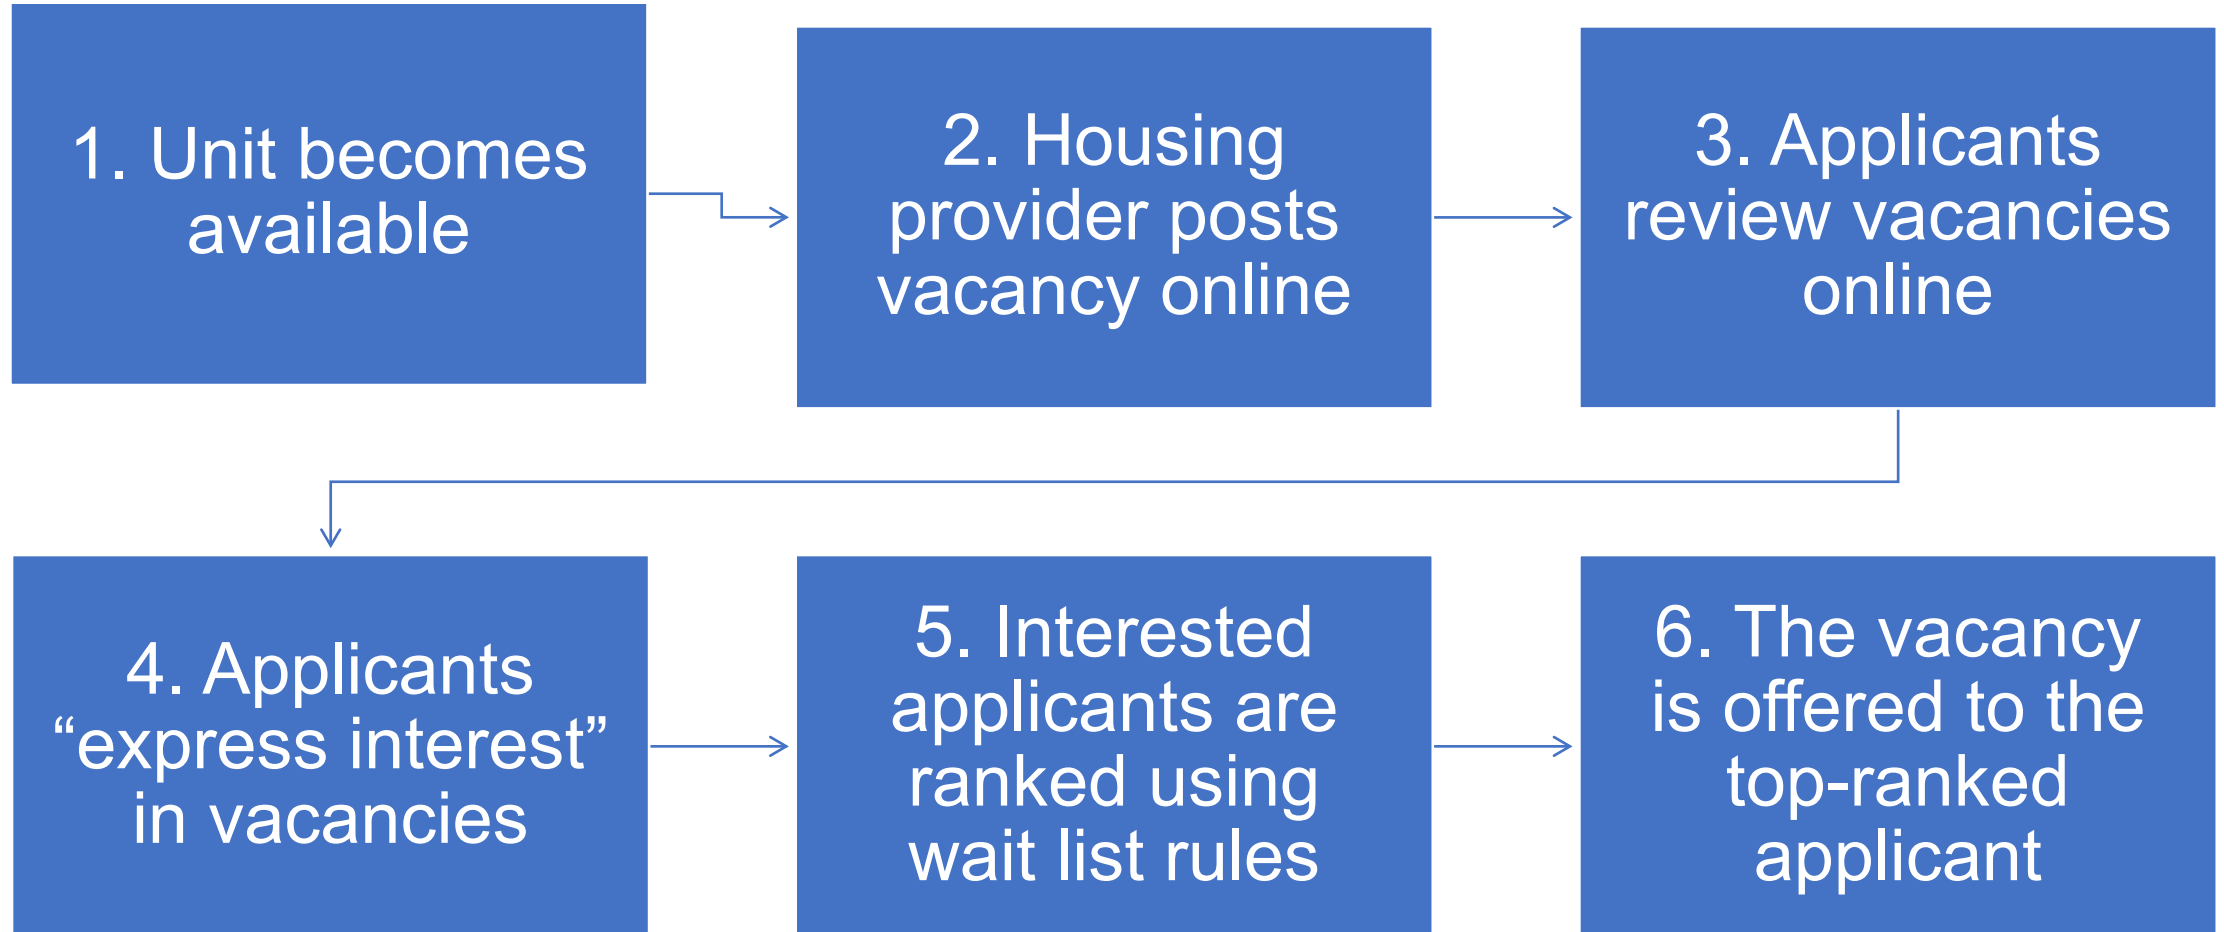 1. Unit becomes
available
2. Housing
provider posts
vacancy online
3. Applicants
review vacancies
online
4. Applicants
“express interest”
in vacancies
5. Interested
applicants are
ranked using
wait list rules
6. The vacancy
is offered to the
top-ranked
applicant